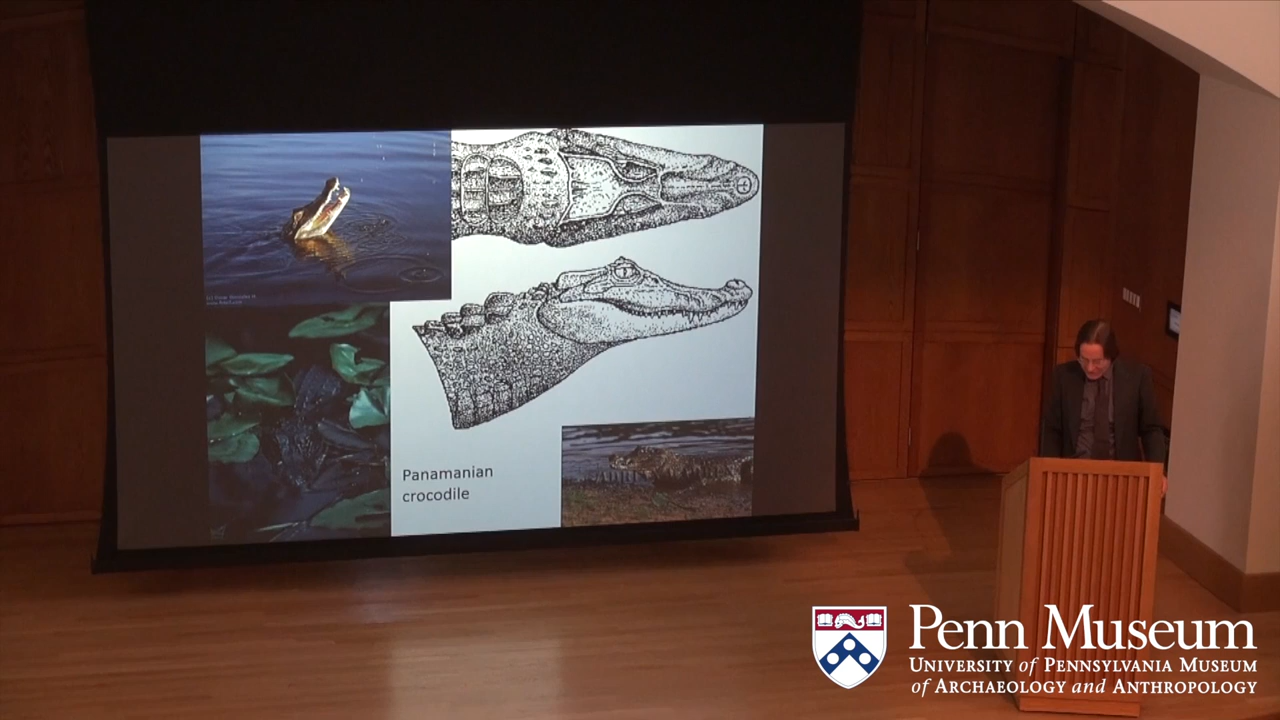 Panamanian
crocodile
Penn Museum
UNIVERSITY of PENNSYLVANIA MUSEUM
of ARCHAEOLOGY and ANTHROPOLOGY